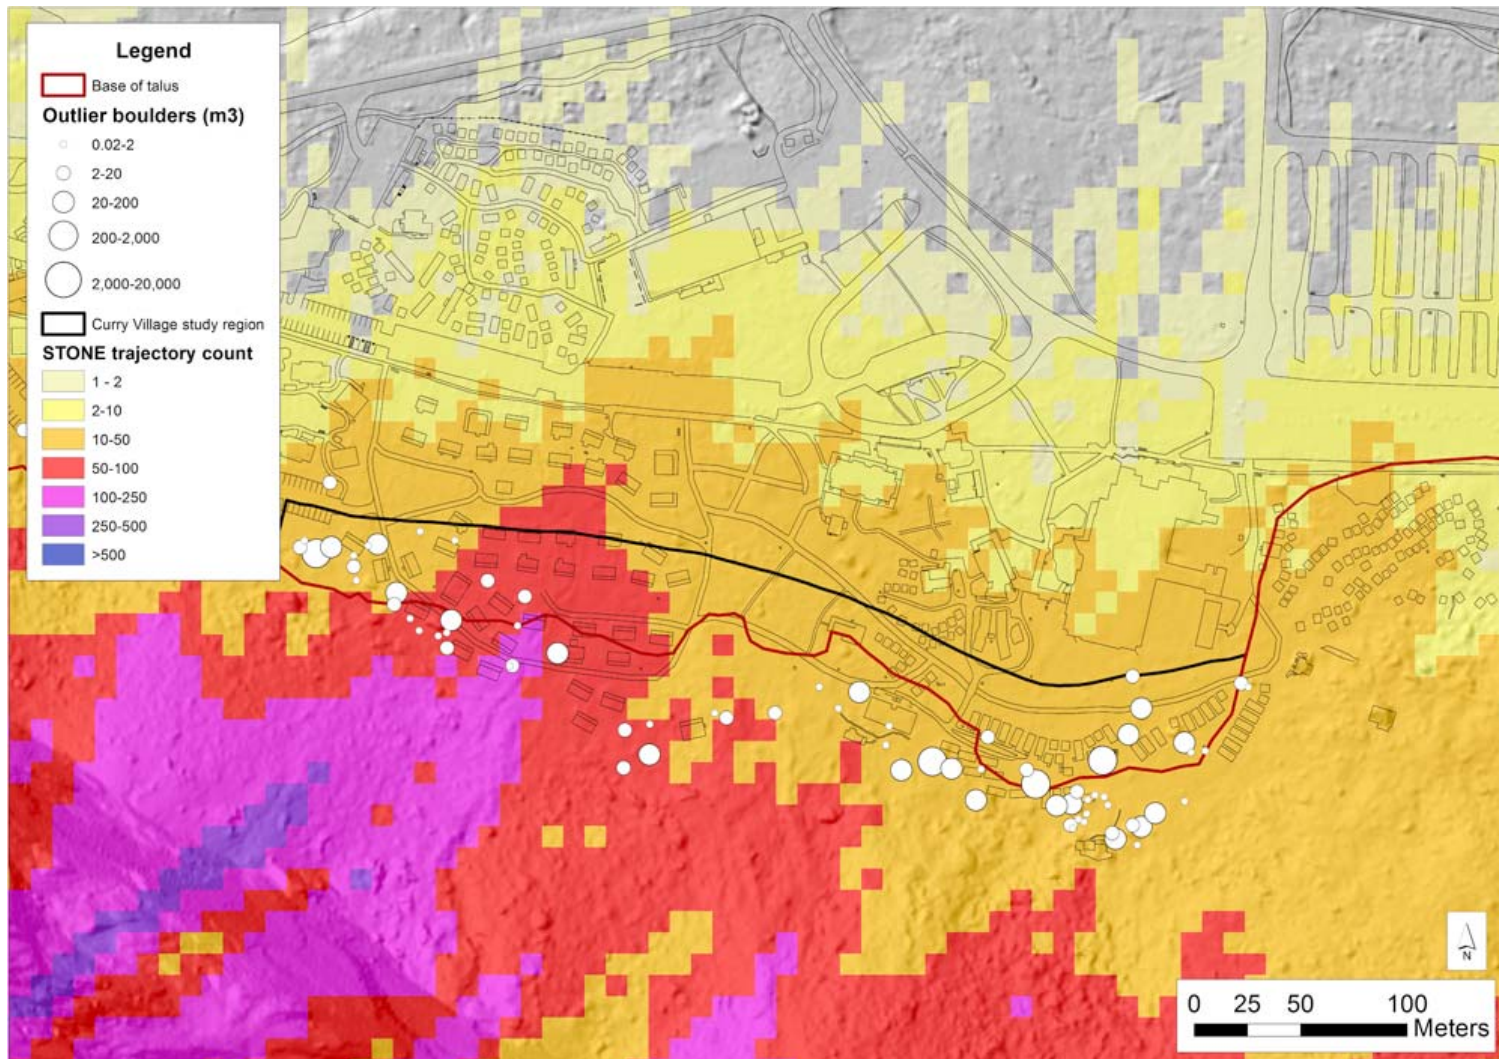 Legend
Base of talus
Outlier boulders (m3)
0.02-2
2-20
20-200
200-2,000
2,000-20,000
Curry Village study region
STONE trajectory count
1 - 2
2-10
10-50
50-100
100-250
250-500
>500
N
0 25 50 100
Meters